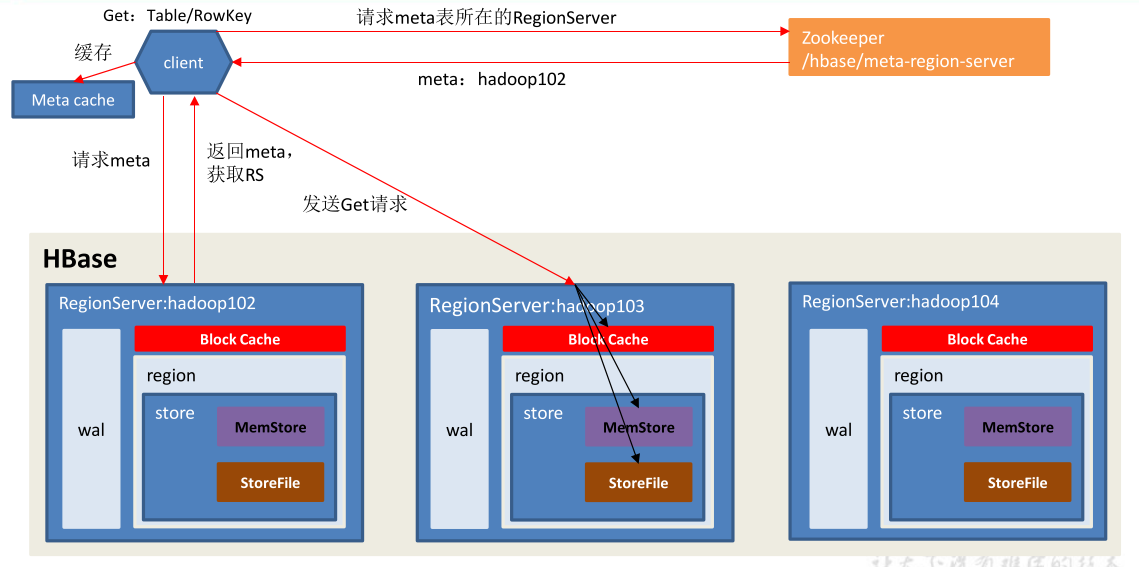 Get：Table/RowKey
请求meta表所在的RegionServer
Zookeeper
/hbase/meta-region-server
缓存
client
meta：hadoop102
Meta cache
请求meta
返回meta，
获取RS
发送Get请求
HBase
RegionServer:hadoop102
Block Cache
region
wal
store
MemStore
StoreFile
RegionServer:hadoop103
Block Cache
region
wal
store
MemStore
StoreFile
RegionServer:hadoop104
Block Cache
region
wal
store
MemStore
StoreFile